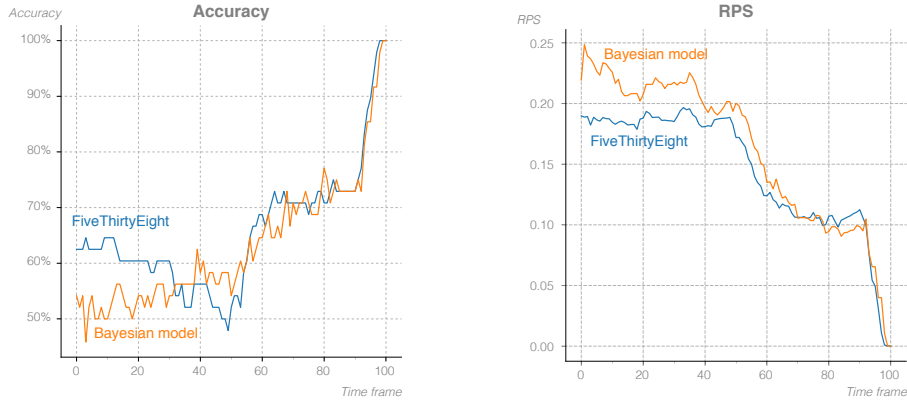 Accuracy
Accuracy
100%
90%
80%
70%
60%
50%
FiveThirtyEight
Bayesian model
0 20 40 60 80 100
Time frame
RPS
RPS
0.25
0.20
0.15
0.10
0.05
0.00
Bayesian model
FiveThirtyEight
0 20 40 60 80 100
Time frame